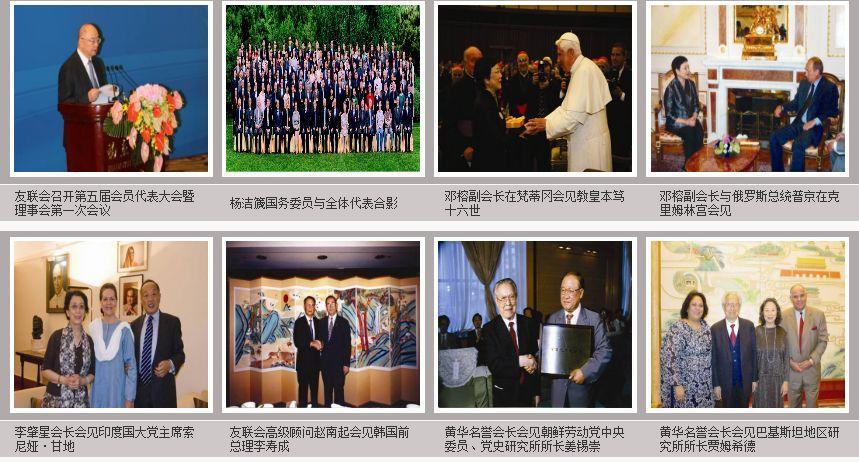 友联会召开第五届会员代表大会暨
理事会第一次会议
杨洁篪国务委员与全体代表合影
邓榕副会长在梵蒂冈会见教皇本笃
十六世
邓榕副会长与俄罗斯总统普京在克
里姆林宫会见
李肇星会长会见印度国大党主席索
尼娅·甘地
友联会高级顾问赵南起会见韩国前
总理李寿成
黄华名誉会长会见朝鲜劳动党中央
委员、党史研究所所长姜锡崇
黄华名誉会长会见巴基斯坦地区研
究所所长贾姆希德